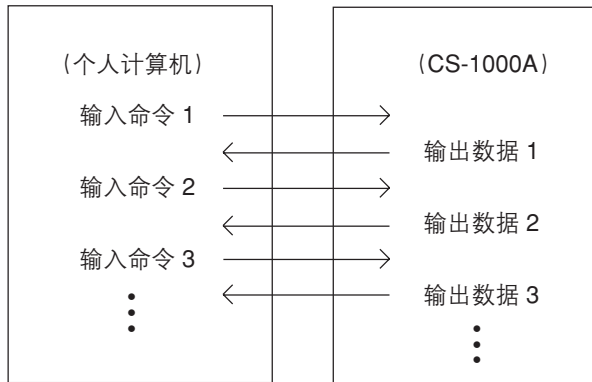 (个人计算机)
(CS-1000A)
输入命令 1
输出数据 1
输入命令 2
输出数据 2
输入命令 3
输出数据 3